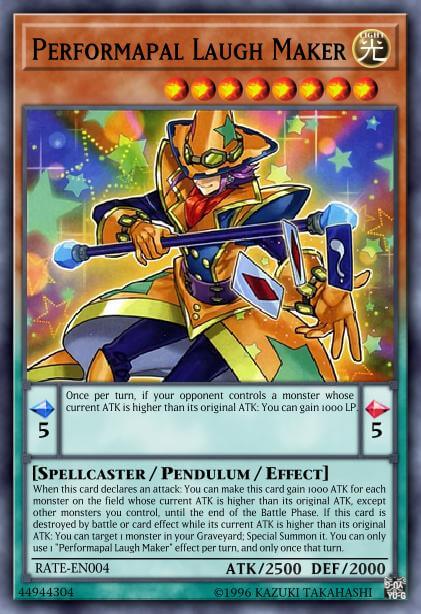 PERFORMAPAL LAUGH MAKER
LIGHT
光
Once per turn, if your opponent controls a monster whose
current ATK is higher than its original ATK: You can gain 1000 LP.
5
5
[SPELLCASTER / PENDULUM / EFFECT]
When this card declares an attack: You can make this card gain 1000 ATK for each
monster on the field whose current ATK is higher than its original ATK, except
other monsters you control, until the end of the Battle Phase. If this card is
destroyed by battle or card effect while its current ATK is higher than its original
ATK: You can target 1 monster in your Graveyard; Special Summon it. You can only
use 1 "Performapal Laugh Maker" effect per turn, and only once that turn.
RATE-EN004
ATK/2500 DEF/2000
44944304
©1996 KAZUKI TAKAHASHI